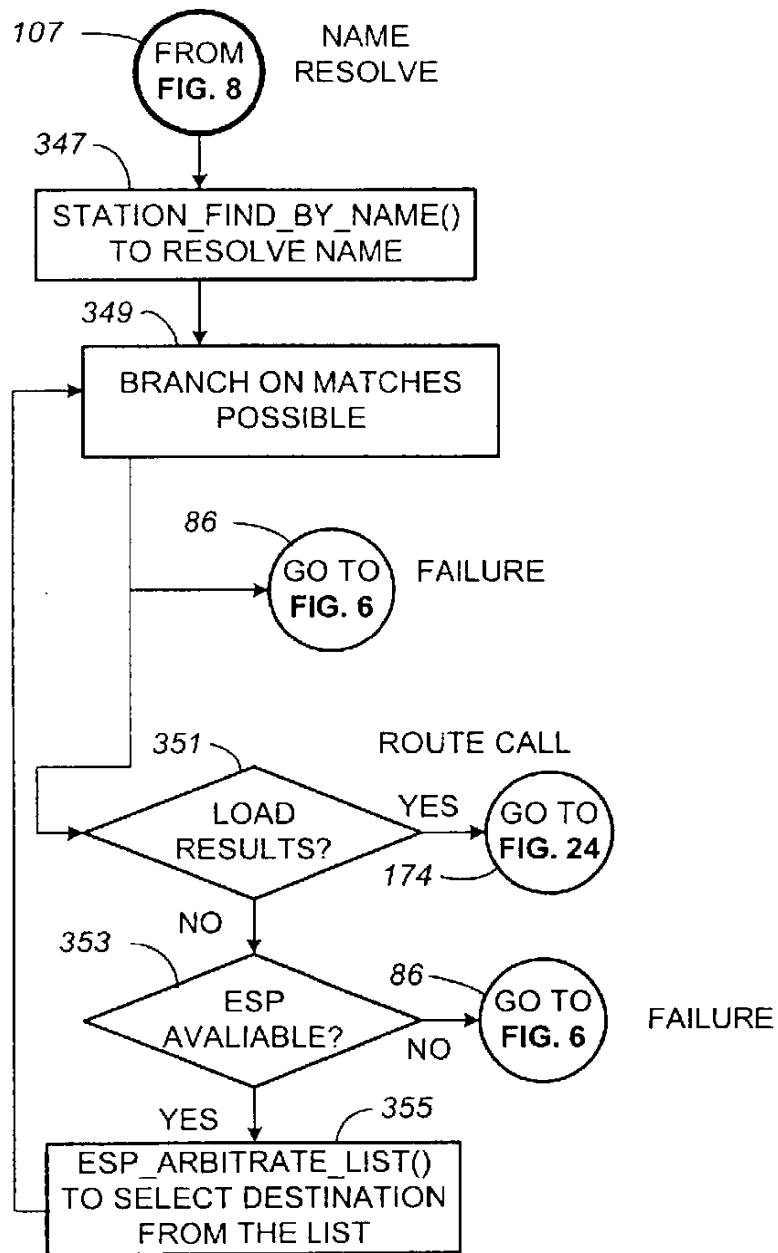 107
FROM
FIG. 8
NAME
RESOLVE
347
STATION_FIND_BY_NAME()
TO RESOLVE NAME
349
BRANCH ON MATCHES
POSSIBLE
86
GO TO
FIG. 6
FAILURE
351
LOAD
RESULTS?
ROUTE CALL
YES
GO TO
FIG. 24
174
NO
353
ESP
AVALIABLE?
NO
86
GO TO
FIG. 6
FAILURE
YES
355
ESP_ARBITRATE_LIST()
TO SELECT DESTINATION
FROM THE LIST